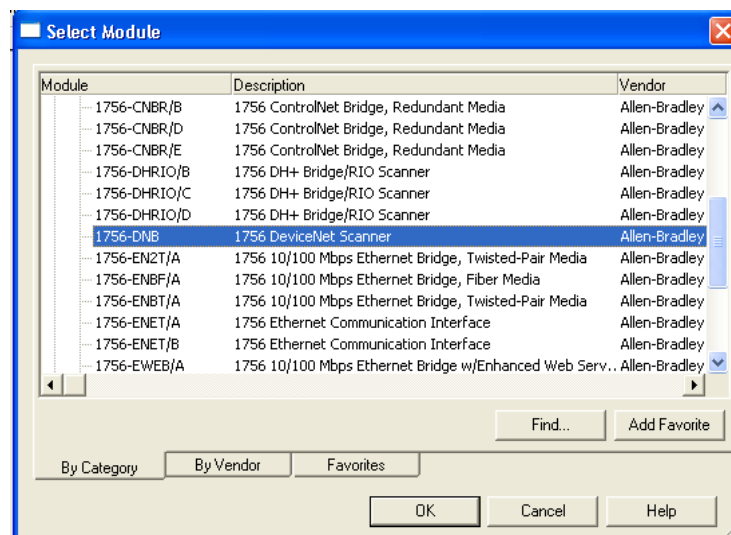 Select Module
Module Description Vendor
1756-CNBR/B 1756 ControlNet Bridge, Redundant Media Allen-Bradley
1756-CNBR/D 1756 ControlNet Bridge, Redundant Media Allen-Bradley
1756-CNBR/E 1756 ControlNet Bridge, Redundant Media Allen-Bradley
1756-DHRIO/B 1756 DH+ Bridge/RIO Scanner Allen-Bradley
1756-DHRIO/C 1756 DH+ Bridge/RIO Scanner Allen-Bradley
1756-DHRIO/D 1756 DH+ Bridge/RIO Scanner Allen-Bradley
1756-DNB 1756 DeviceNet Scanner Allen-Bradley
1756-EN2T/A 1756 10/100 Mbps Ethernet Bridge, Twisted-Pair Media Allen-Bradley
1756-ENBF/A 1756 10/100 Mbps Ethernet Bridge, Fiber Media Allen-Bradley
1756-ENBT/A 1756 10/100 Mbps Ethernet Bridge, Twisted-Pair Media Allen-Bradley
1756-ENET/A 1756 Ethernet Communication Interface Allen-Bradley
1756-ENET/B 1756 Ethernet Communication Interface Allen-Bradley
1756-EWEB/A 1756 10/100 Mbps Ethernet Bridge w/Enhanced Web Serv... Allen-Bradley
Find... Add Favorite
By Category By Vendor Favorites
OK Cancel Help